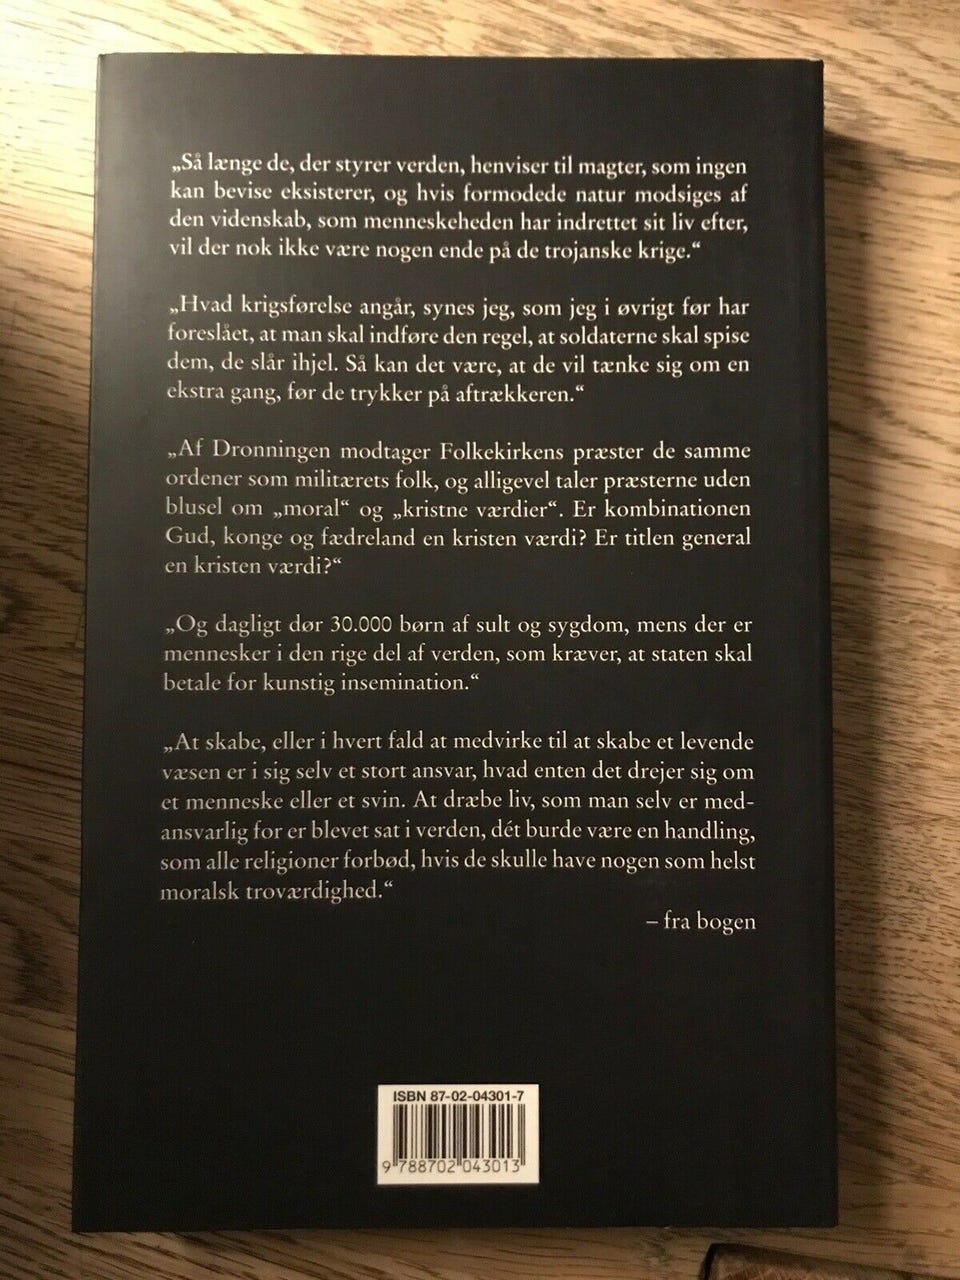 „Så længe de, der styrer verden, henviser til magter, som ingen
kan bevise eksisterer, og hvis formodede natur modsiges af
den videnskab, som menneskeheden har indrettet sit liv efter,
vil der nok ikke være nogen ende på de trojanske krige.“
„Hvad krigsførelse angår, synes jeg, som jeg i øvrigt før har
foreslået, at man skal indføre den regel, at soldaterne skal spise
dem, de slår ihjel. Så kan det være, at de vil tænke sig om en
ekstra gang, før de trykker på aftrækkeren.“
„Af Dronningen modtager Folkekirkens præster de samme
ordener som militærets folk, og alligevel taler præsterne uden
blusel om „moral“ og „kristne værdier“. Er kombinationen
Gud, konge og fædreland en kristen værdi? Er titlen general
en kristen værdi?“
„Og dagligt dør 30.000 børn af sult og sygdom, mens der er
mennesker i den rige del af verden, som kræver, at staten skal
betale for kunstig insemination.“
„At skabe, eller i hvert fald at medvirke til at skabe et levende
væsen er i sig selv et stort ansvar, hvad enten det drejer sig om
et menneske eller et svin. At dræbe liv, som man selv er med-
ansvarlig for er blevet sat i verden, dét burde være en handling,
som alle religioner forbød, hvis de skulle have nogen som helst
moralsk troværdighed.“
– fra bogen
ISBN 87-02-04301-7
9 788702 043013